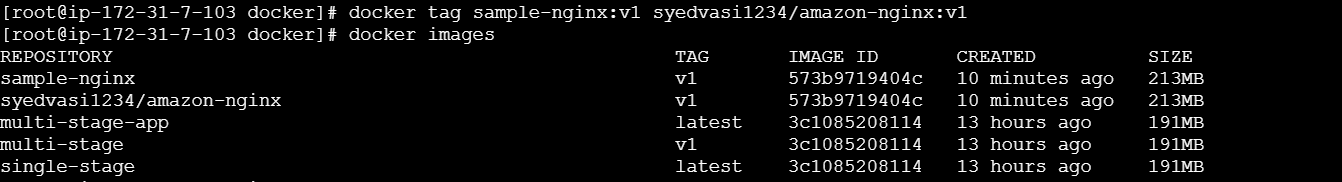 [root@ip-172-31-7-103 docker]# docker tag sample-nginx:v1 syedvasi1234/amazon-nginx:v1
[root@ip-172-31-7-103 docker]# docker images
REPOSITORY TAG IMAGE ID CREATED SIZE
sample-nginx v1 573b9719404c 10 minutes ago 213MB
syedvasi1234/amazon-nginx v1 573b9719404c 10 minutes ago 213MB
multi-stage-app latest 3c1085208114 13 hours ago 191MB
multi-stage v1 3c1085208114 13 hours ago 191MB
single-stage latest 3c1085208114 13 hours ago 191MB